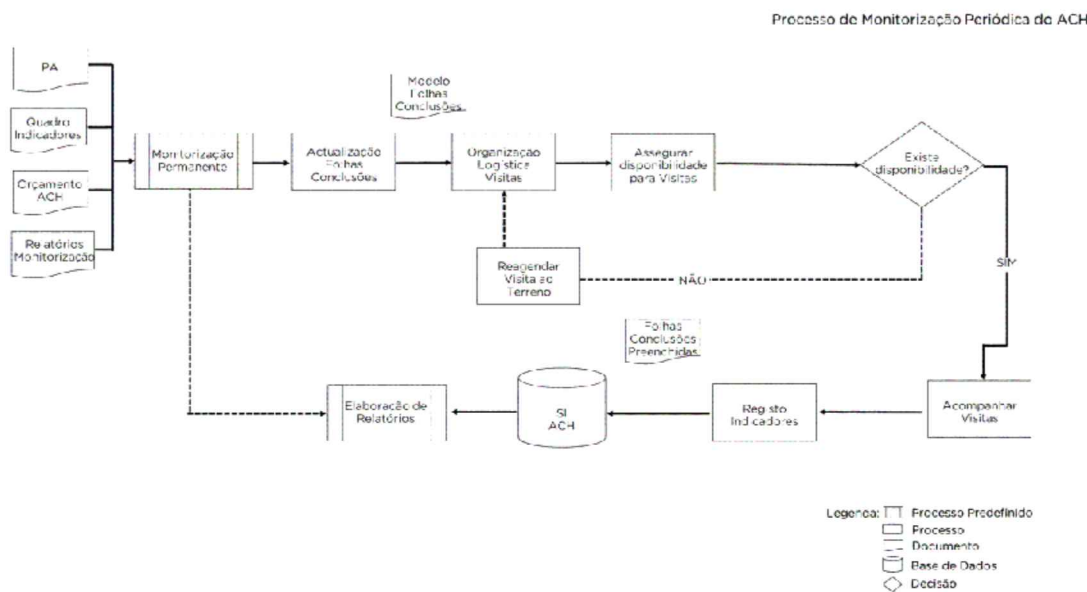 Processo de Monitorização Periódica do ACH
PA
Quadro
Indicadores
Orçamento
ACH
Relatórios
Monitorização
Monitorização
Permanente
Actualização
Folhas
Conclusões
Modelo
Folhas
Conclusões
Organização
Logística
Visitas
Assegurar
disponibilidade
para Visitas
Existe
disponibilidade?
Reagendar
Visita ao
Terreno
NÃO
SIM
Folhas
Conclusões
Preenchidas
Elaboração de
Relatórios
SI
ACH
Registo
Indicadores
Acompanhar
Visitas
Legenda:
Processo Predefinido
Processo
Documento
Base de Dados
Decisão